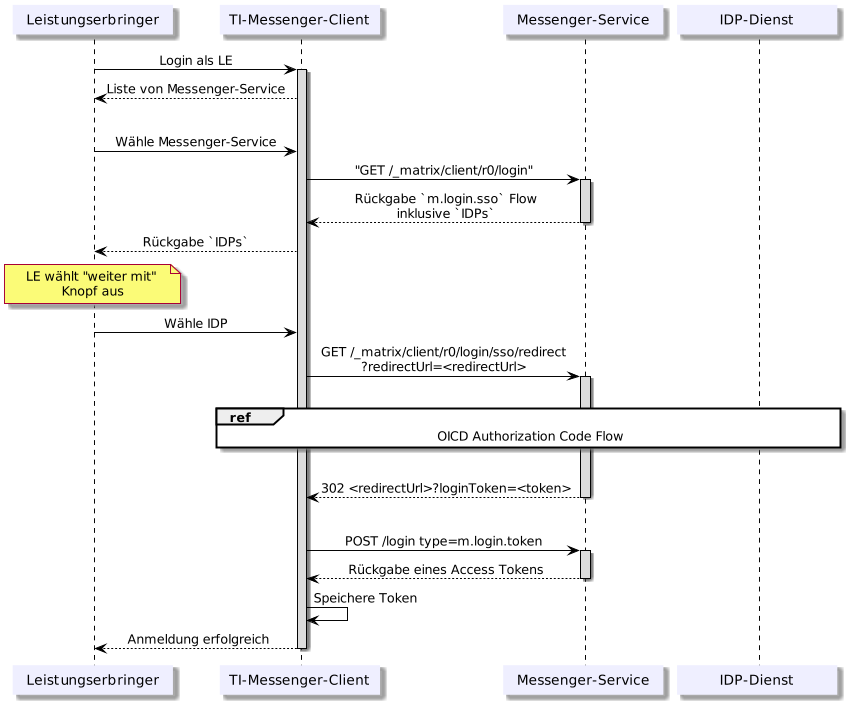 Leistungserbringer
TI-Messenger-Client
Messenger-Service
IDP-Dienst
Login als LE
Liste von Messenger-Service
Wähle Messenger-Service
"GET /_matrix/client/r0/login"
Rückgabe `m.login.sso` Flow
inklusive `IDPs`
Rückgabe `IDPs`
LE wählt "weiter mit"
Knopf aus
Wähle IDP
GET /_matrix/client/r0/login/sso/redirect
?redirectUrl=<redirectUrl>
ref
OICD Authorization Code Flow
302 <redirectUrl>?loginToken=<token>
POST /login type=m.login.token
Rückgabe eines Access Tokens
Speichere Token
Anmeldung erfolgreich
Leistungserbringer
TI-Messenger-Client
Messenger-Service
IDP-Dienst